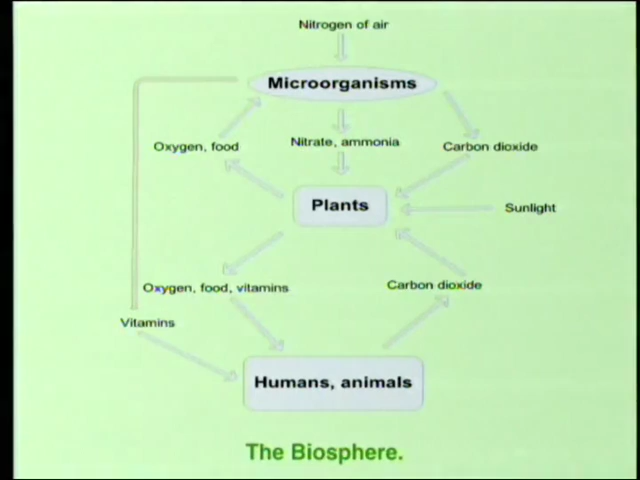 Nitrogen of air
Microorganisms
Oxygen, food
Nitrate, ammonia
Carbon dioxide
Plants
Sunlight
Oxygen, food, vitamins
Carbon dioxide
Vitamins
Humans, animals
The Biosphere.